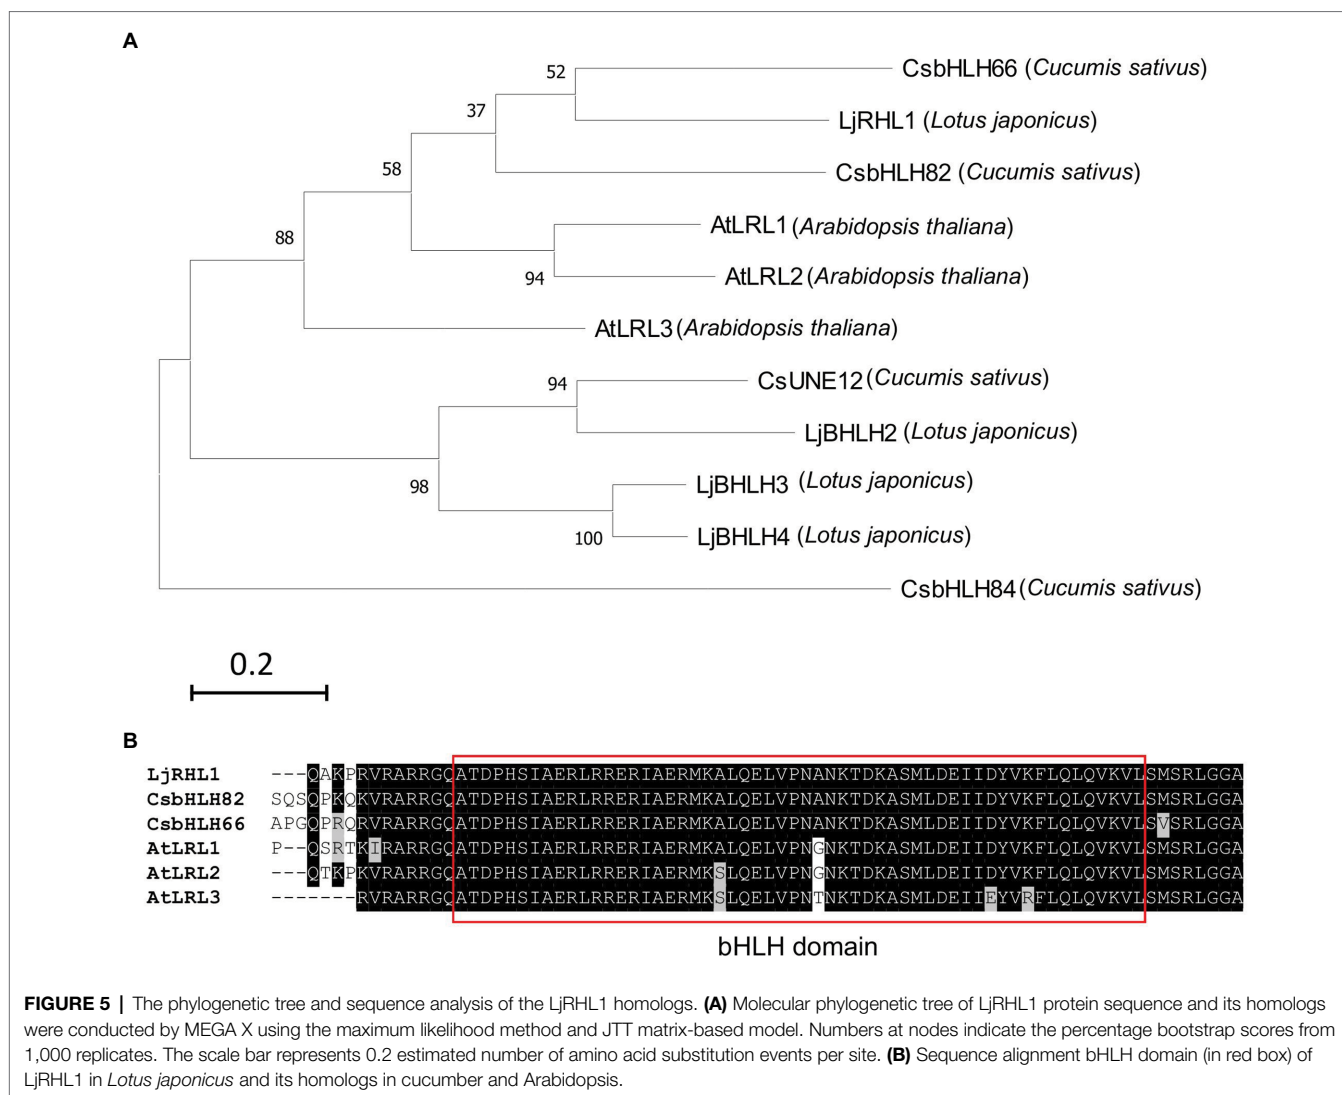 A
52
CsbHLH66 (Cucumis sativus)
37
LjRHL1 (Lotus japonicus)
58
CsbHLH82 (Cucumis sativus)
88
AtLRL1 (Arabidopsis thaliana)
94
AtLRL2 (Arabidopsis thaliana)
AtLRL3 (Arabidopsis thaliana)
94
CsUNE12 (Cucumis sativus)
LjBHLH2 (Lotus japonicus)
98
LjBHLH3 (Lotus japonicus)
100
LjBHLH4 (Lotus japonicus)
CsbHLH84 (Cucumis sativus)
0.2
B
LjRHL1 ---QAKPRVRARRGQATDPHSIAERLRRERIAERMKALQELVPNANKTDKASMLDEIIDYVKFLQLQVKVLSMSRLGGA
CsbHLH82 SQSQPKQKVRARRGQATDPHSIAERLRRERIAERMKALQELVPNANKTDKASMLDEIIDYVKFLQLQVKVLSMSRLGGA
CsbHLH66 APGQPRQRVRARRGQATDPHSIAERLRRERIAERMKALQELVPNANKTDKASMLDEIIDYVKFLQLQVKVLSVSRLGGA
AtLRL1 P--QSRTKIRARRGQATDPHSIAERLRRERIAERMKALQELVPNGNKTDKASMLDEIIDYVKFLQLQVKVLSMSRLGGA
AtLRL2 ---QTKPKVRARRGQATDPHSIAERLRRERIAERMKSLQELVPNGNKTDKASMLDEIIDYVKFLQLQVKVLSMSRLGGA
AtLRL3 -------RVRARRGQATDPHSIAERLRRERIAERMKSLQELVPNTNKTDKASMLDEIIEYVRFLQLQVKVLSMSRLGGA
bHLH domain
FIGURE 5 | The phylogenetic tree and sequence analysis of the LjRHL1 homologs. (A) Molecular phylogenetic tree of LjRHL1 protein sequence and its homologs
were conducted by MEGA X using the maximum likelihood method and JTT matrix-based model. Numbers at nodes indicate the percentage bootstrap scores from
1,000 replicates. The scale bar represents 0.2 estimated number of amino acid substitution events per site. (B) Sequence alignment bHLH domain (in red box) of
LjRHL1 in Lotus japonicus and its homologs in cucumber and Arabidopsis.